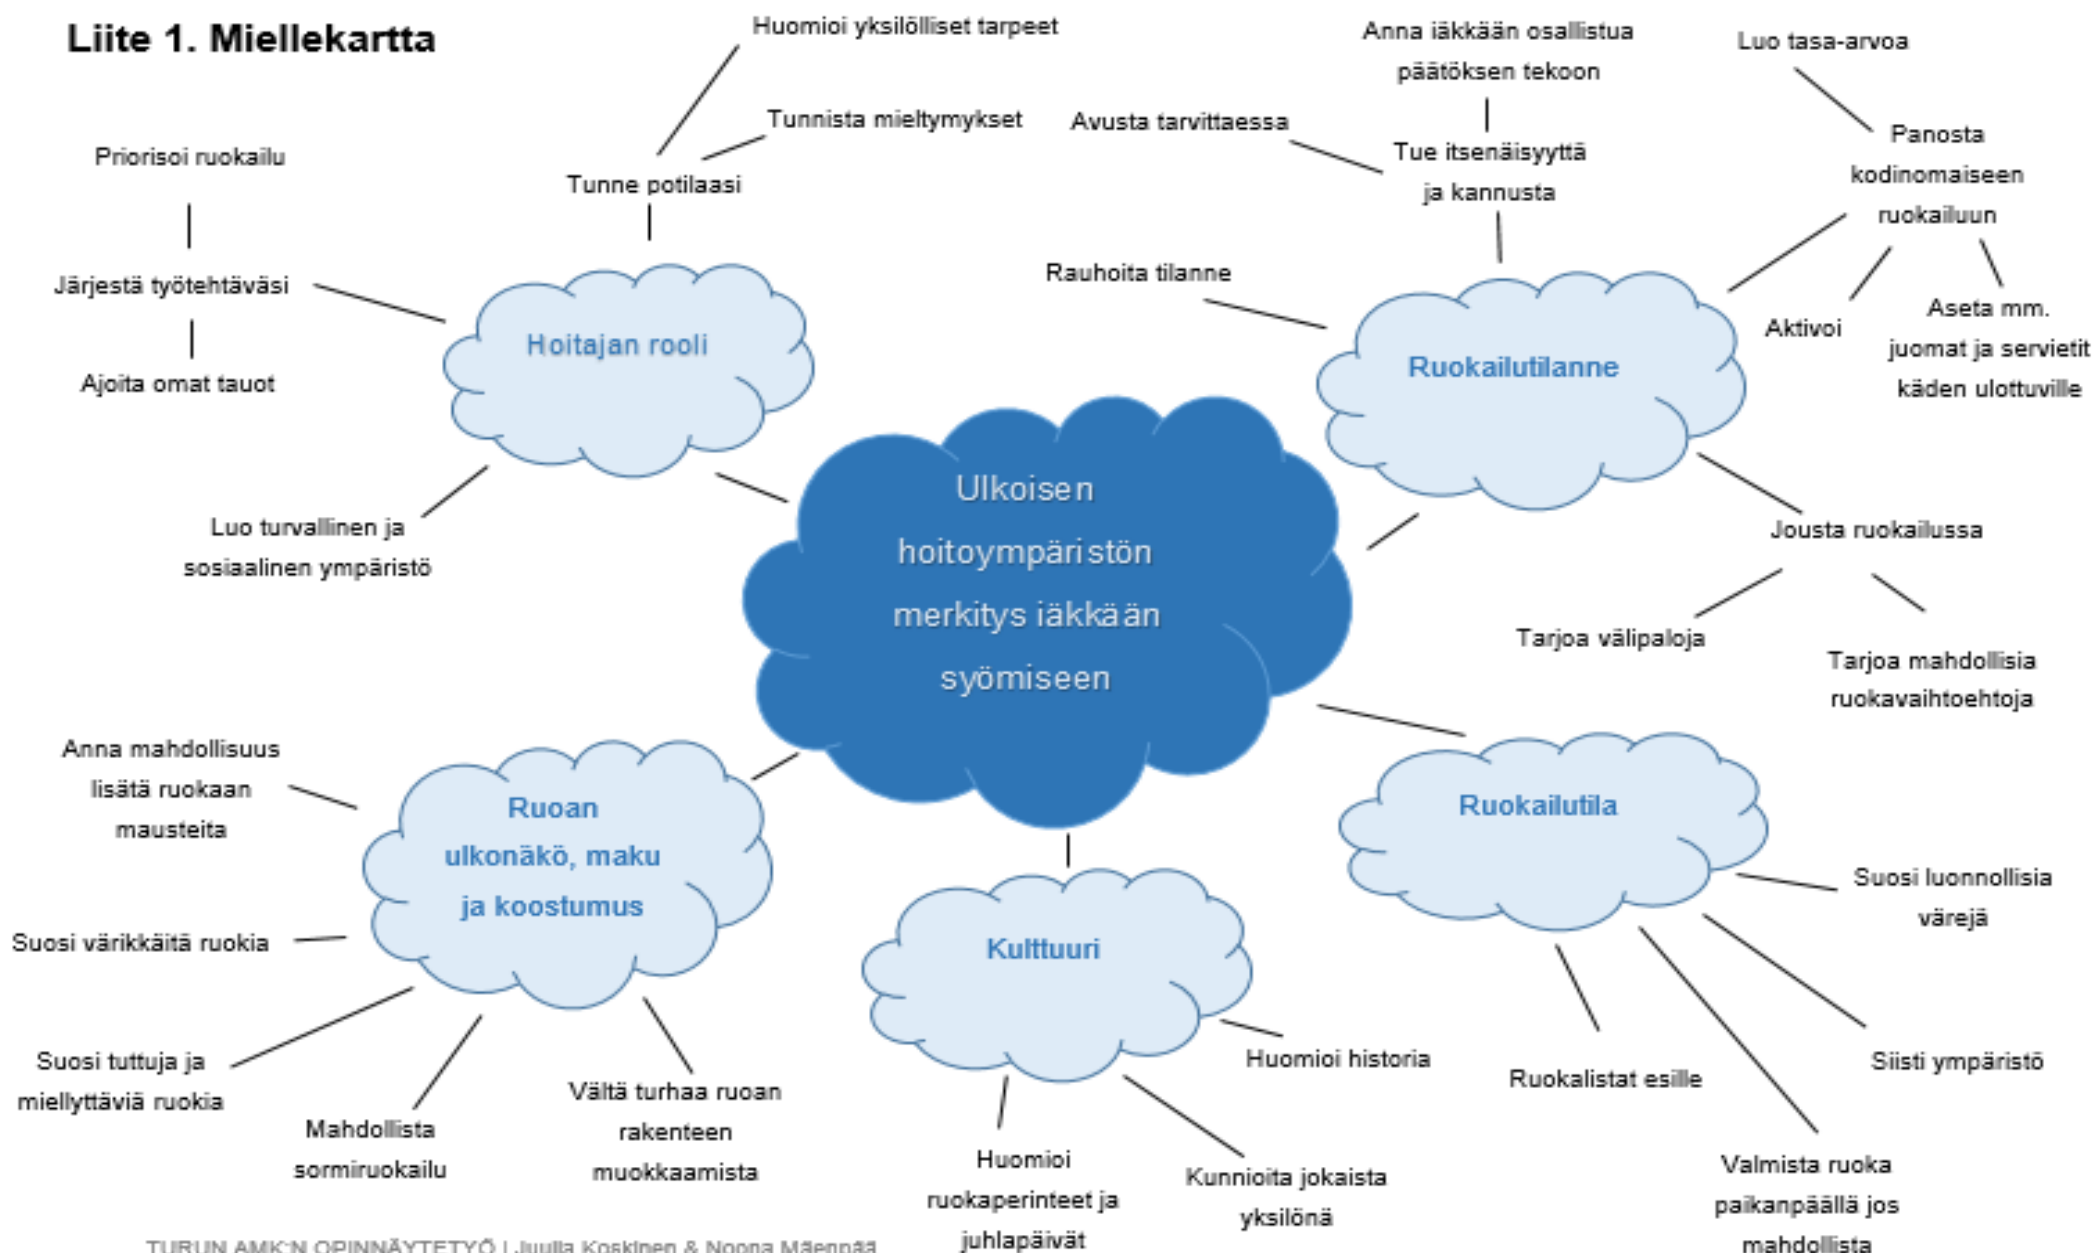 Liite 1. Miellekartta
Huomioi yksilölliset tarpeet
Tunnista mieltymykset
Tunne potilaasi
Priorisoi ruokailu
Järjestä työtehtäväsi
Ajoita omat tauot
Hoitajan rooli
Luo turvallinen ja
sosiaalinen ympäristö
Anna iäkkään osallistua
päätöksen tekoon
Avusta tarvittaessa
Tue itsenäisyyttä
ja kannusta
Rauhoita tilanne
Luo tasa-arvoa
Panosta
kodinomaiseen
ruokailuun
Aktivoi
Aseta mm.
juomat ja servietit
käden ulottuville
Ruokailutilanne
Jousta ruokailussa
Tarjoa välipaloja
Tarjoa mahdollisia
ruokavaihtoehtoja
Ulkoisen
hoitoympäristön
merkitys iäkkään
syömiseen
Anna mahdollisuus
lisätä ruokaan
mausteita
Ruoan
ulkonäkö, maku
ja koostumus
Suosi värikkäitä ruokia
Suosi tuttuja ja
miellyttäviä ruokia
Mahdollista
sormiruokailu
Vältä turhaa ruoan
rakenteen
muokkaamista
Kulttuuri
Huomioi historia
Huomioi
ruokaperinteet ja
juhlapäivät
Kunnioita jokaista
yksilönä
Ruokailutila
Suosi luonnollisia
värejä
Siisti ympäristö
Ruokalistat esille
Valmista ruoka
paikanpäällä jos
mahdollista
TURUN AMK:N OPINNÄYTETYÖ | Juulia Koskinen & Noona Mäenpää